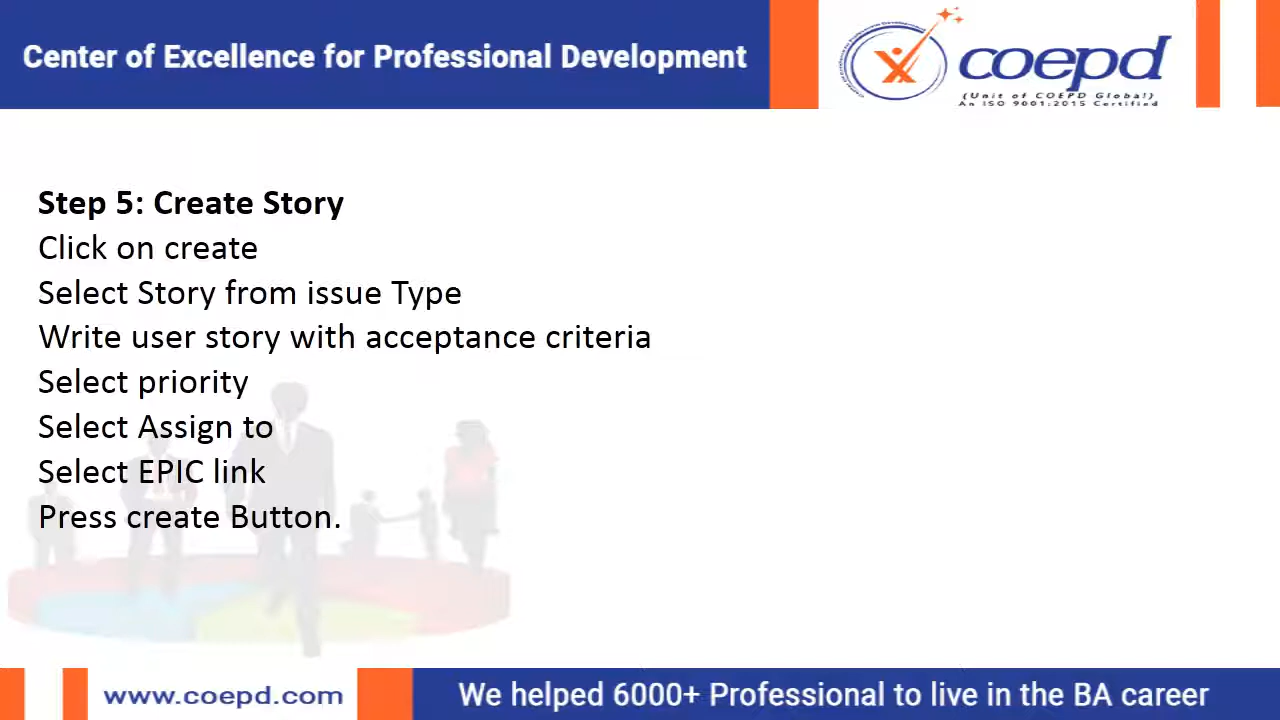 Center of Excellence for Professional Development
coepd
(Unit of COEPD Global)
An ISO 9001:2015 Certified
Step 5: Create Story
Click on create
Select Story from issue Type
Write user story with acceptance criteria
Select priority
Select Assign to
Select EPIC link
Press create Button.
www.coepd.com
We helped 6000+ Professional to live in the BA career